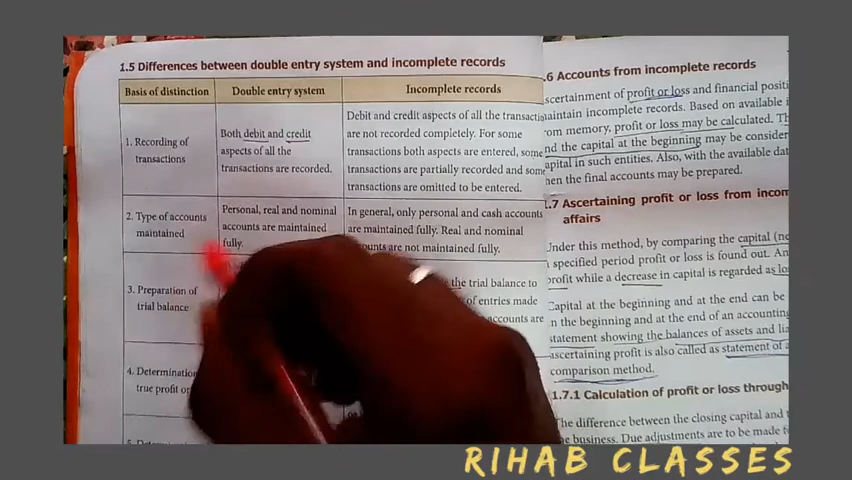 1.5 Differences between double entry system and incomplete records
Basis of distinction
Double entry system
Incomplete records
1. Recording of
transactions
Both debit and credit
aspects of all the
transactions are recorded.
Debit and credit aspects of all the transactio
are not recorded completely. For some
transactions both aspects are entered, some
transactions are partially recorded and some
transactions are omitted to be entered.
2. Type of accounts
maintained
Personal, real and nominal
accounts are maintained
fully.
In general, only personal and cash accounts
are maintained fully. Real and nominal
ounts are not maintained fully.
3. Preparation of
trial balance
the trial balance to
of entries made
accounts are
4. Determination
true profit or
.6 Accounts from incomplete records
scertainment of profit or loss and financial positi
aintain incomplete records. Based on available i
om memory, profit or loss may be calculated. Th
nd the capital at the beginning may be consider
apital in such entities. Also, with the available dat
hen the final accounts may be prepared.
.7 Ascertaining profit or loss from incom
affairs
Under this method, by comparing the capital (ne
specified period profit or loss is found out. An
profit while a decrease in capital is regarded as lo
Capital at the beginning and at the end can be
n the beginning and at the end of an accounting
statement showing the balances of assets and lia
ascertaining profit is also called as statement of a
comparison method.
1.7.1 Calculation of profit or loss through
The difference between the closing capital and
he business. Due adjustments are to be made f
RIHAB CLASSES